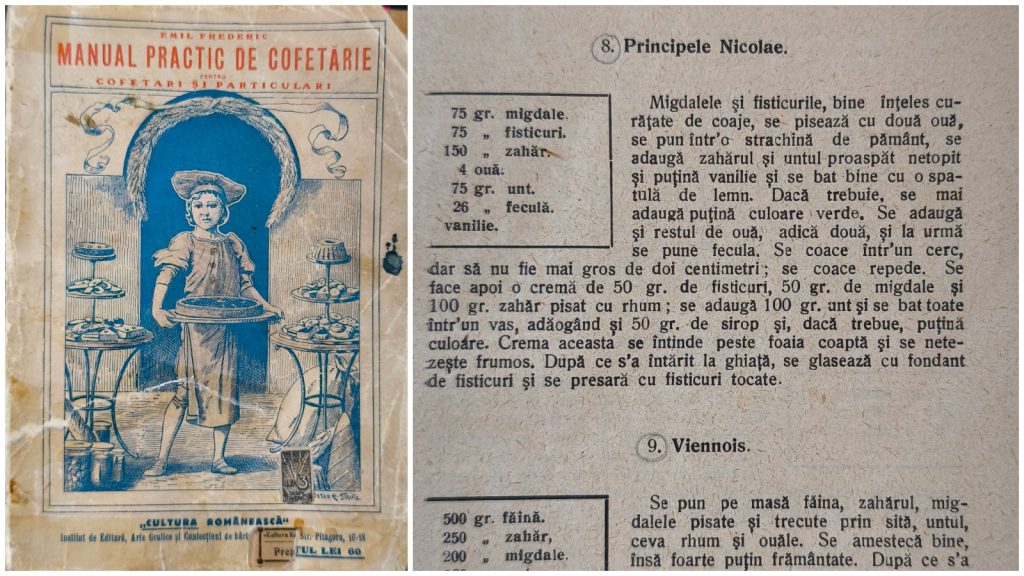 EMIL FREDERIC
MANUAL PRACTIC DE COFETĂRIE
PENTRU
COFETARI ȘI PARTICULARI
„CULTURA ROMÂNEASCĂ“
Institut de Editură, Arte Grafice și Confecțiuni de Str. Pitagora, 16-18
LEI 60
8. Principele Nicolae.
75 gr. migdale.
75 „ fisticuri.
150 „ zahăr.
4 ouă.
75 gr. unt.
26 „ feculă.
vanilie.
Migdalele și fisticurile, bine înțeles cu-
rățate de coaje, se pisează cu două ouă,
se pun într'o strachină de pământ, se
adaugă zahărul și untul proaspăt netopit
și puțină vanilie și se bat bine cu o spa-
tulă de lemn. Dacă trebuie, se mai
adaugă puțină culoare verde. Se adaugă
și restul de ouă, adică două, și la urmă
se pune fecula. Se coace într'un cerc,
dar să nu fie mai gros de doi centimetri; se coace repede. Se
face apoi o cremă de 50 gr. de fisticuri, 50 gr. de migdale și
100 gr. zahăr pisat cu rhum; se adaugă 100 gr. unt și se bat toate
într'un vas, adăogând și 50 gr. de sirop și, dacă trebue, puțină
culoáre. Crema aceasta se întinde peste foaia coaptă și se nete-
zește frumos. După ce s'a întărit la ghiață, se glasează cu fondant
de fisticuri și se presară cu fisticuri tocate.
9. Viennois.
500 gr. făină.
250 „ zahăr,
200 „ migdale.
Se pun pe masă făina, zahărul, mig-
dalele pisate și trecute prin sită, untul,
ceva rhum și ouăle. Se amestecă bine,
însă foarte puțin frământate. După ce s'a